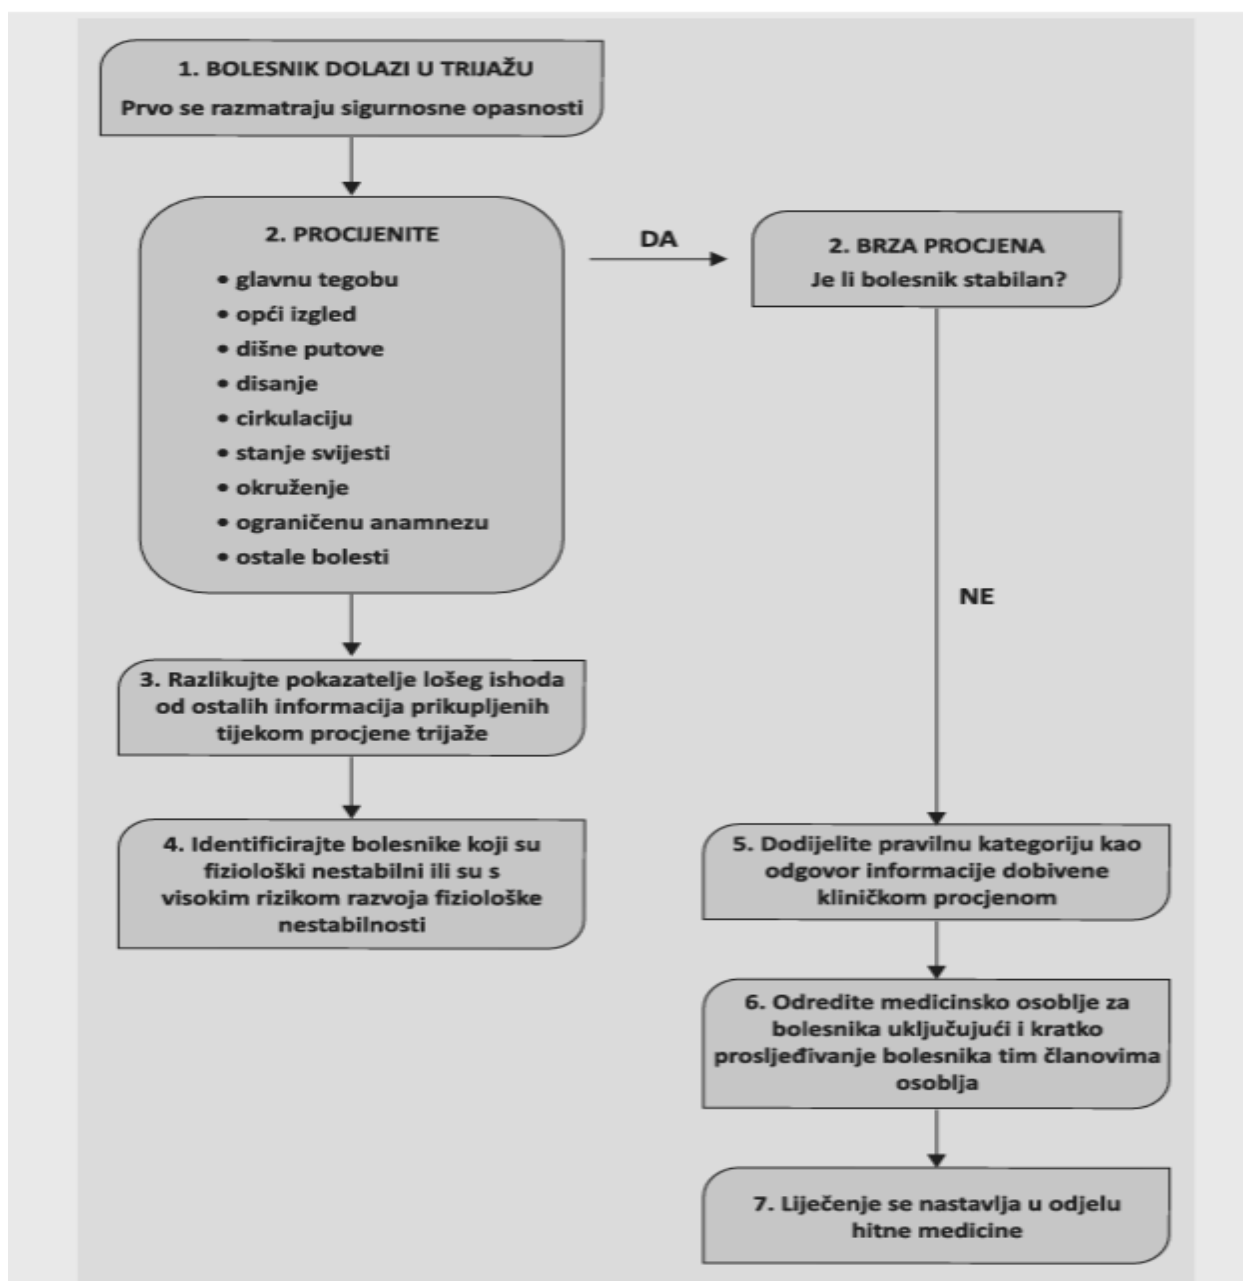 1. BOLESNIK DOLAZI U TRIJAŽU
Prvo se razmatraju sigurnosne opasnosti
2. PROCIJENITE
• glavnu tegobu
• opći izgled
• dišne putove
• disanje
• cirkulaciju
• stanje svijesti
• okruženje
• ograničenu anamnezu
• ostale bolesti
DA
2. BRZA PROCJENA
Je li bolesnik stabilan?
NE
3. Razlikujte pokazatelje lošeg ishoda
od ostalih informacija prikupljenih
tijekom procjene trijaže
4. Identificirajte bolesnike koji su
fiziološki nestabilni ili su s
visokim rizikom razvoja fiziološke
nestabilnosti
5. Dodijelite pravilnu kategoriju kao
odgovor informacije dobivene
kliničkom procjenom
6. Odredite medicinsko osoblje za
bolesnika uključujući i kratko
prosljeđivanje bolesnika tim članovima
osoblja
7. Liječenje se nastavlja u odjelu
hitne medicine